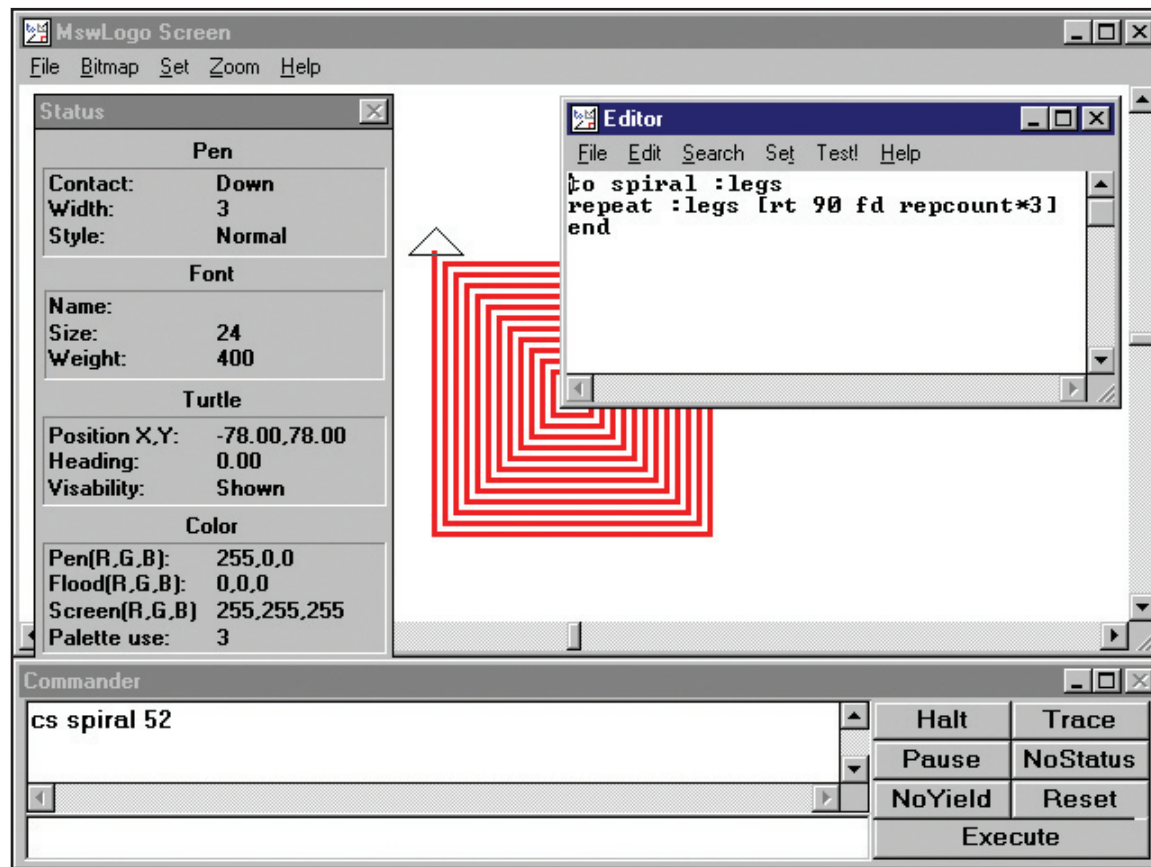 MswLogo Screen
File Bitmap Set Zoom Help
Status
Pen
Contact: Down
Width: 3
Style: Normal
Font
Name:
Size: 24
Weight: 400
Turtle
Position X,Y: -78.00,78.00
Heading: 0.00
Visability: Shown
Color
Pen(R,G,B): 255,0,0
Flood(R,G,B): 0,0,0
Screen(R,G,B) 255,255,255
Palette use: 3
Editor
File Edit Search Set Test! Help
to spiral :legs
repeat :legs [rt 90 fd repcount*3]
end
Commander
cs spiral 52
Halt Trace
Pause NoStatus
NoYield Reset
Execute